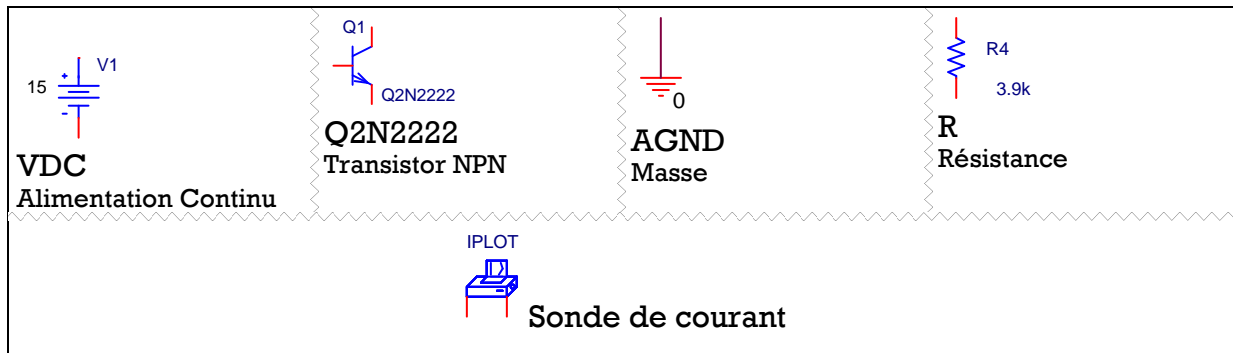 V1
15
+
-
VDC
Alimentation Continu
Q1
Q2N2222
Q2N2222
Transistor NPN
0
AGND
Masse
R4
3.9k
R
Résistance
IPLOT
Sonde de courant